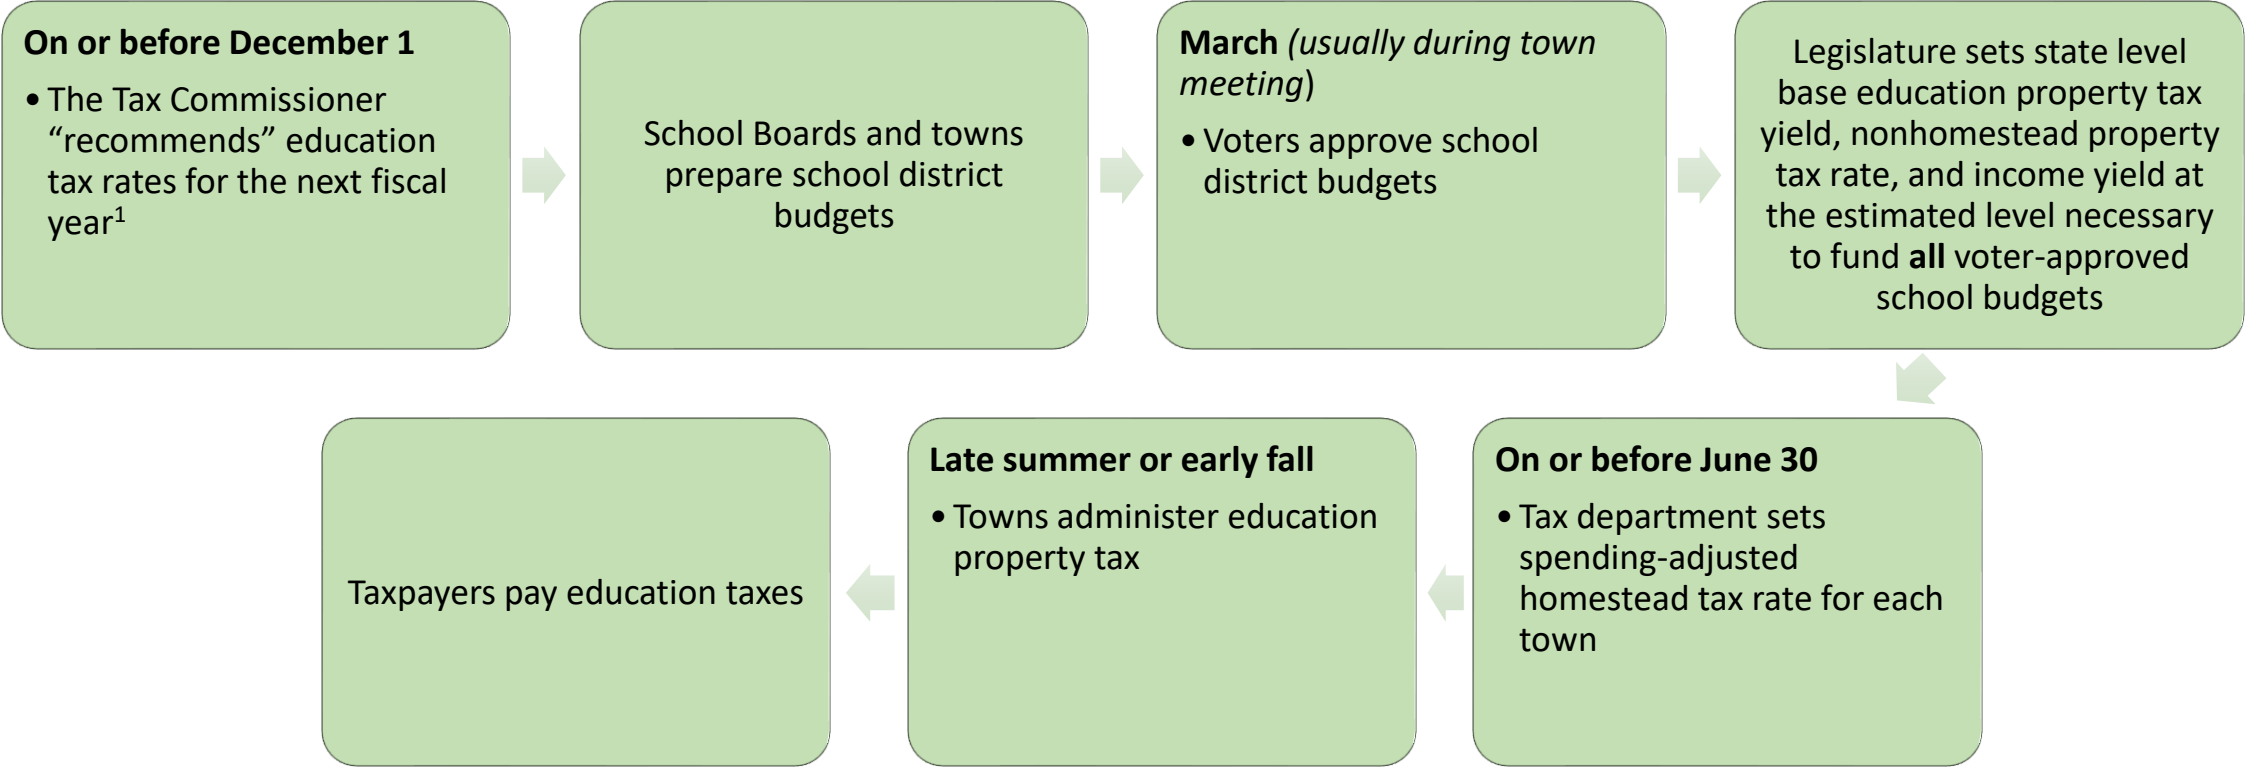 On or before December 1
• The Tax Commissioner
“recommends” education
tax rates for the next fiscal
year1
School Boards and towns
prepare school district
budgets
March (usually during town
meeting)
• Voters approve school
district budgets
Legislature sets state level
base education property tax
yield, nonhomestead property
tax rate, and income yield at
the estimated level necessary
to fund all voter-approved
school budgets
On or before June 30
• Tax department sets
spending-adjusted
homestead tax rate for each
town
Late summer or early fall
• Towns administer education
property tax
Taxpayers pay education taxes